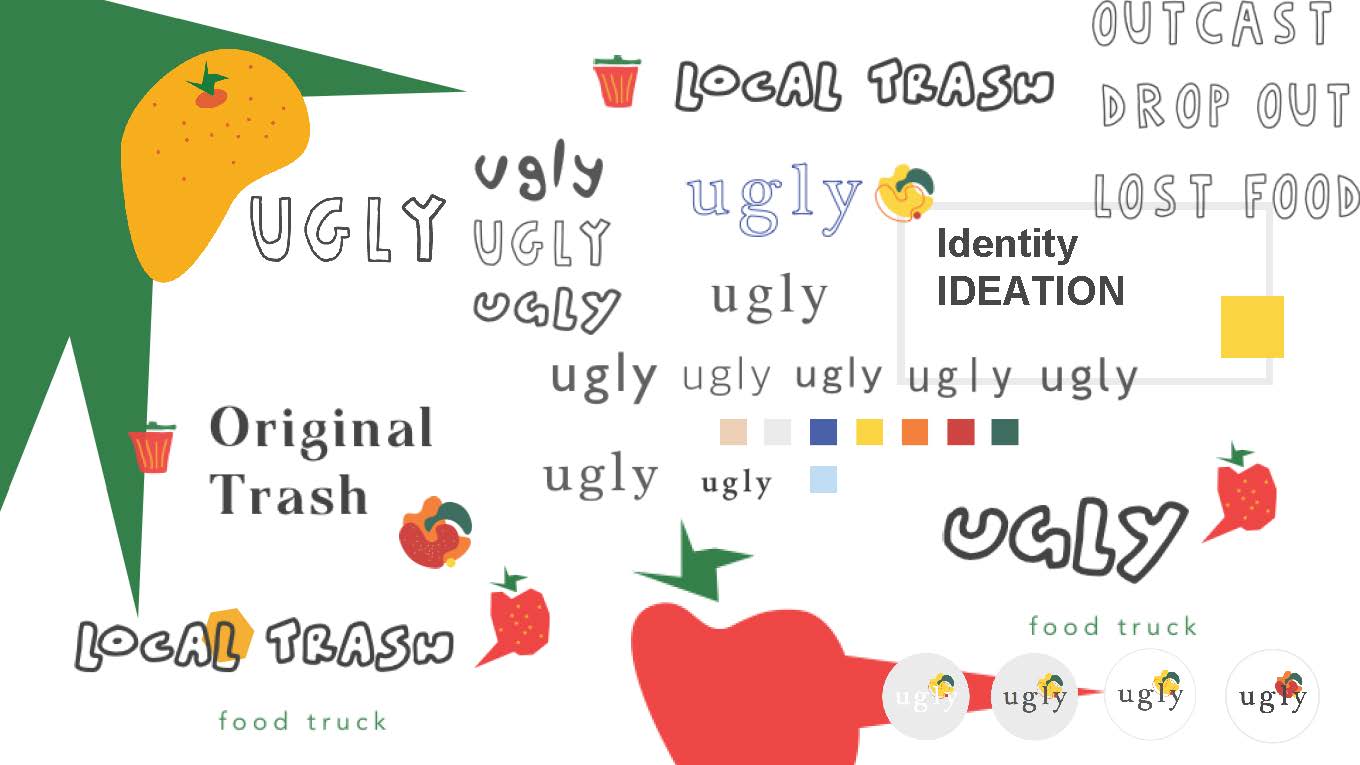 OUTCAST
LOCAL TRASH
DROP OUT
ugly
UGLY
ugly
LOST FOOD
UGLY
Identity
IDEATION
UGLY
ugly
ugly ugly ugly ugly ugly
Original
Trash
ugly ugly
UGLY
food truck
LOCAL TRASH
food truck
ugly ugly ugly ugly